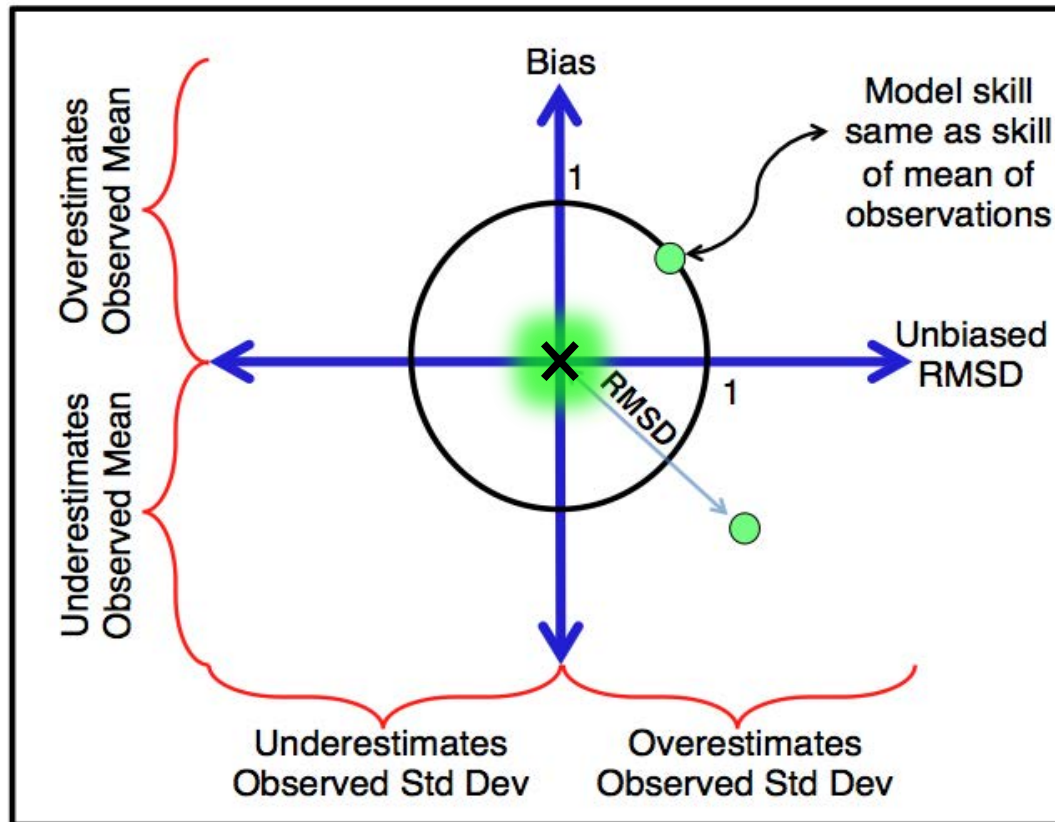 Bias
Model skill
same as skill
of mean of
observations
Overestimates
Observed Mean
1
Unbiased
RMSD
1
RMSD
Underestimates
Observed Mean
Underestimates
Observed Std Dev
Overestimates
Observed Std Dev